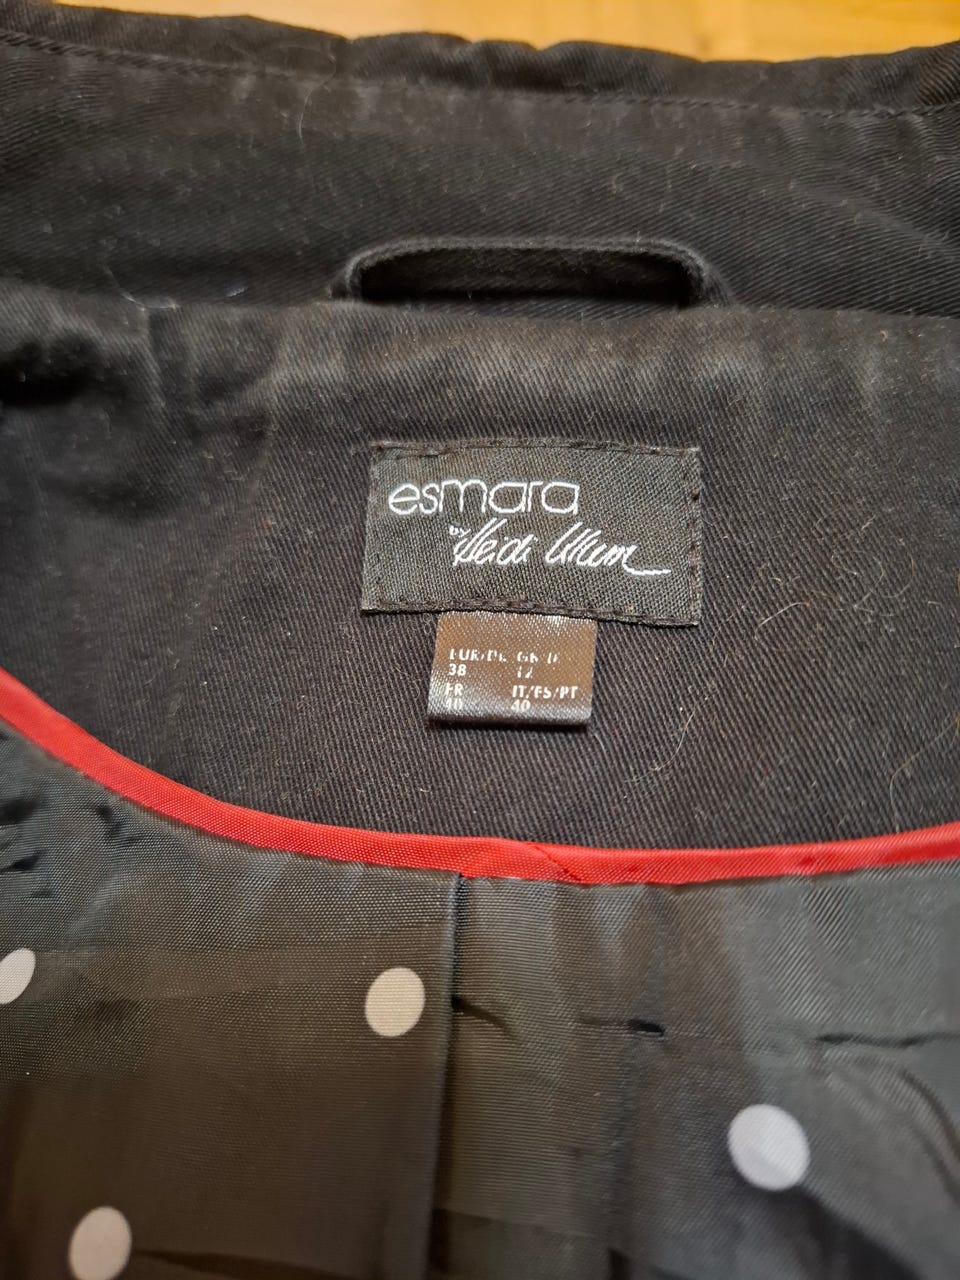 esmara
by Heidi Klum
EUR/DE GB/IE
38 12
FR IT/ES/PT
40 40